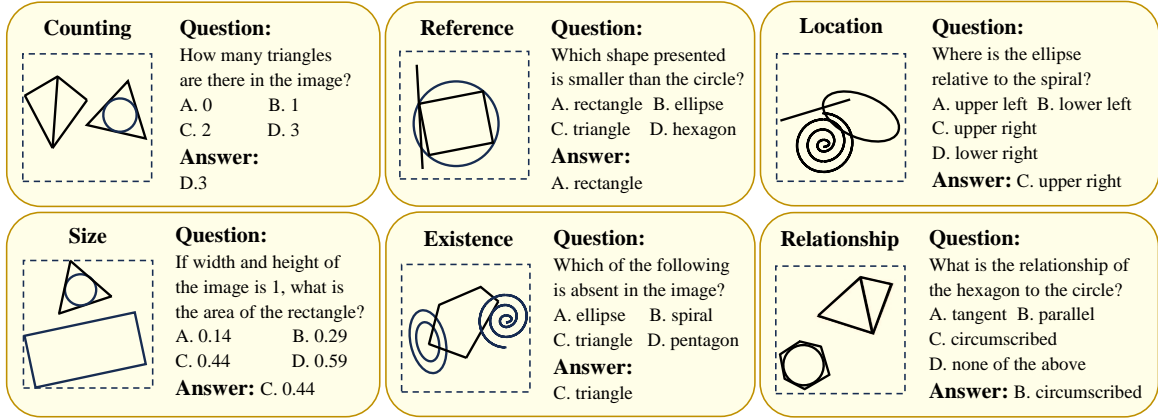 Counting
Question:
How many triangles
are there in the image?
A. 0 B. 1
C. 2 D. 3
Answer:
D.3
Reference
Question:
Which shape presented
is smaller than the circle?
A. rectangle B. ellipse
C. triangle D. hexagon
Answer:
A. rectangle
Location
Question:
Where is the ellipse
relative to the spiral?
A. upper left B. lower left
C. upper right
D. lower right
Answer: C. upper right
Size
Question:
If width and height of
the image is 1, what is
the area of the rectangle?
A. 0.14 B. 0.29
C. 0.44 D. 0.59
Answer: C. 0.44
Existence
Question:
Which of the following
is absent in the image?
A. ellipse B. spiral
C. triangle D. pentagon
Answer:
C. triangle
Relationship
Question:
What is the relationship of
the hexagon to the circle?
A. tangent B. parallel
C. circumscribed
D. none of the above
Answer: B. circumscribed